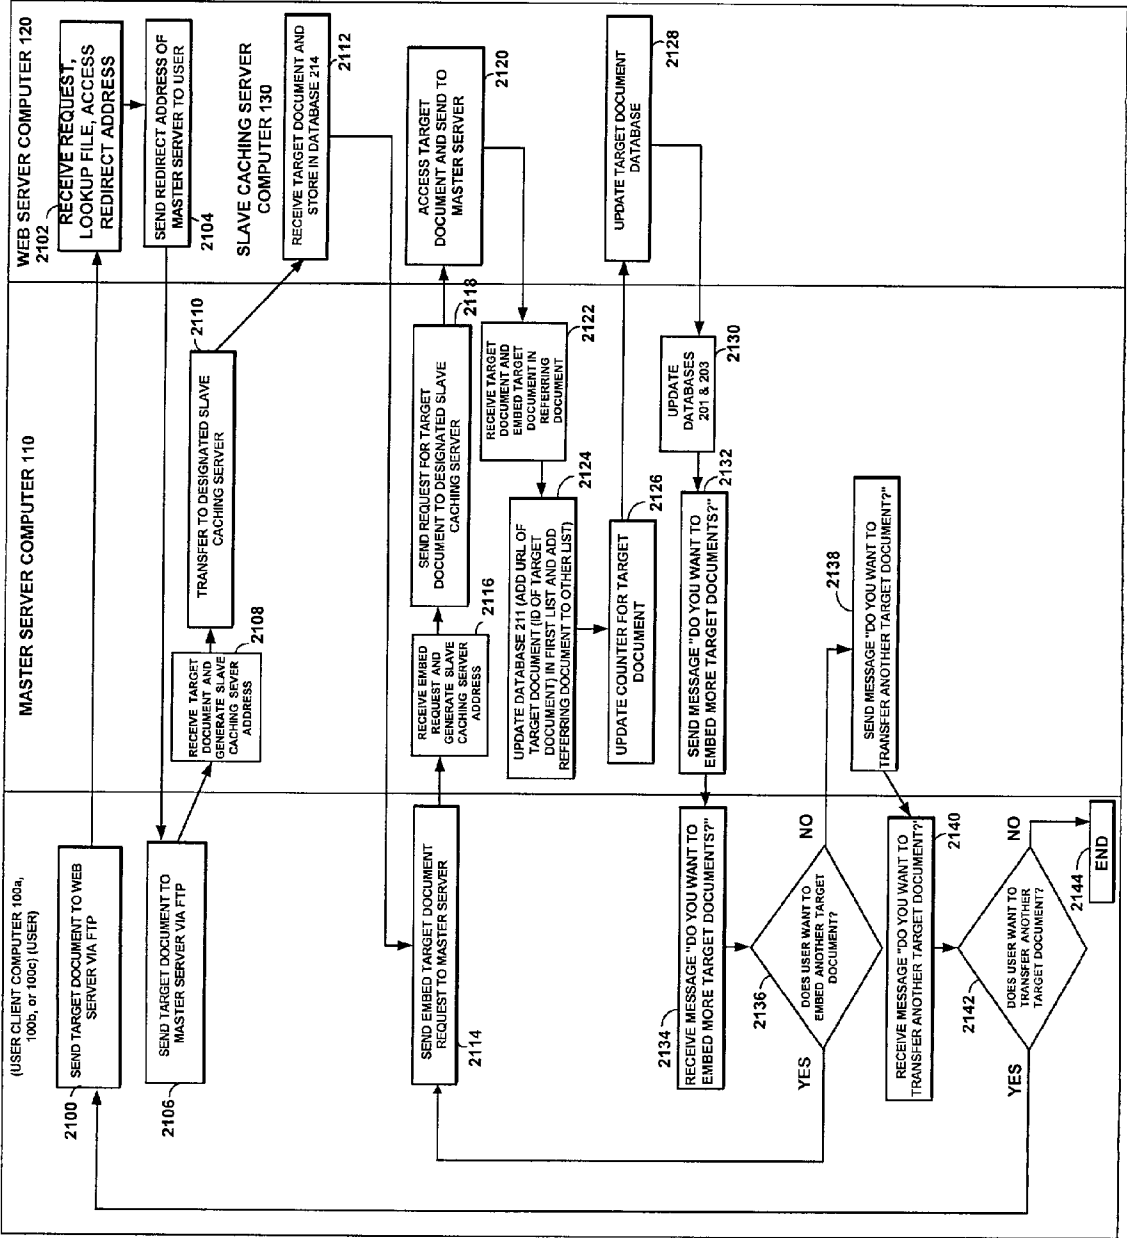 (USER CLIENT COMPUTER 100a,
100b, or 100c) (USER)
MASTER SERVER COMPUTER 110
WEB SERVER COMPUTER 120
2100
SEND TARGET DOCUMENT TO WEB
SERVER VIA FTP
2102
RECEIVE REQUEST,
LOOKUP FILE, ACCESS
REDIRECT ADDRESS
SEND REDIRECT ADDRESS OF
MASTER SERVER TO USER
2104
2106
SEND TARGET DOCUMENT TO
MASTER SERVER VIA FTP
RECEIVE TARGET
DOCUMENT AND
GENERATE SLAVE
CACHING SEVER
ADDRESS
2108
TRANSFER TO DESIGNATED SLAVE
CACHING SERVER
2110
SLAVE CACHING SERVER
COMPUTER 130
RECEIVE TARGET DOCUMENT AND
STORE IN DATABASE 214
2112
SEND EMBED TARGET DOCUMENT
REQUEST TO MASTER SERVER
2114
RECEIVE EMBED
REQUEST AND
GENERATE SLAVE
CACHING SERVER
ADDRESS
2116
SEND REQUEST FOR TARGET
DOCUMENT TO DESIGNATED SLAVE
CACHING SERVER
2118
ACCESS TARGET
DOCUMENT AND SEND TO
MASTER SERVER
2120
RECEIVE TARGET
DOCUMENT AND
EMBED TARGET
DOCUMENT IN
REFERRING
DOCUMENT
2122
UPDATE DATABASE 211 (ADD URL OF
TARGET DOCUMENT (ID OF TARGET
DOCUMENT) IN FIRST LIST AND ADD
REFERRING DOCUMENT TO OTHER LIST)
2124
UPDATE COUNTER FOR TARGET
DOCUMENT
2126
UPDATE TARGET DOCUMENT
DATABASE
2128
UPDATE
DATABASES
201 & 203
2130
SEND MESSAGE "DO YOU WANT TO
EMBED MORE TARGET DOCUMENTS?"
2132
2134
RECEIVE MESSAGE "DO YOU WANT TO
EMBED MORE TARGET DOCUMENTS?"
2136
DOES USER WANT TO
EMBED ANOTHER TARGET
DOCUMENT?
YES
NO
SEND MESSAGE "DO YOU WANT TO
TRANSFER ANOTHER TARGET DOCUMENT?"
2138
RECEIVE MESSAGE "DO YOU WANT TO
TRANSFER ANOTHER TARGET DOCUMENT?"
2140
2142
DOES USER WANT TO
TRANSFER ANOTHER
TARGET DOCUMENT?
YES
NO
2144
END